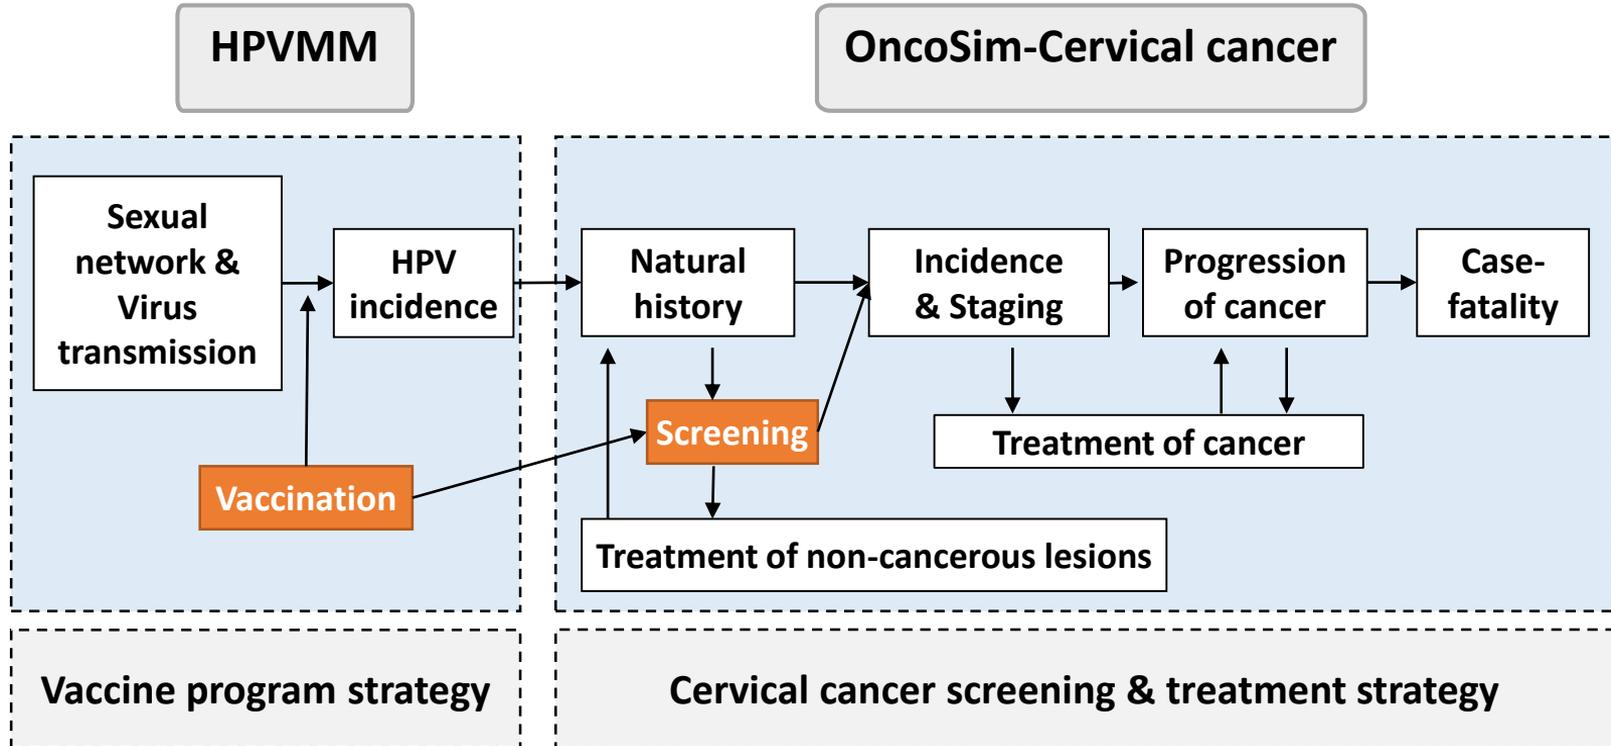 HPVMM
OncoSim-Cervical cancer
Sexual
network &
Virus
transmission
HPV
incidence
Natural
history
Incidence
& Staging
Progression
of cancer
Case-
fatality
Screening
Treatment of cancer
Vaccination
Treatment of non-cancerous lesions
Vaccine program strategy
Cervical cancer screening & treatment strategy